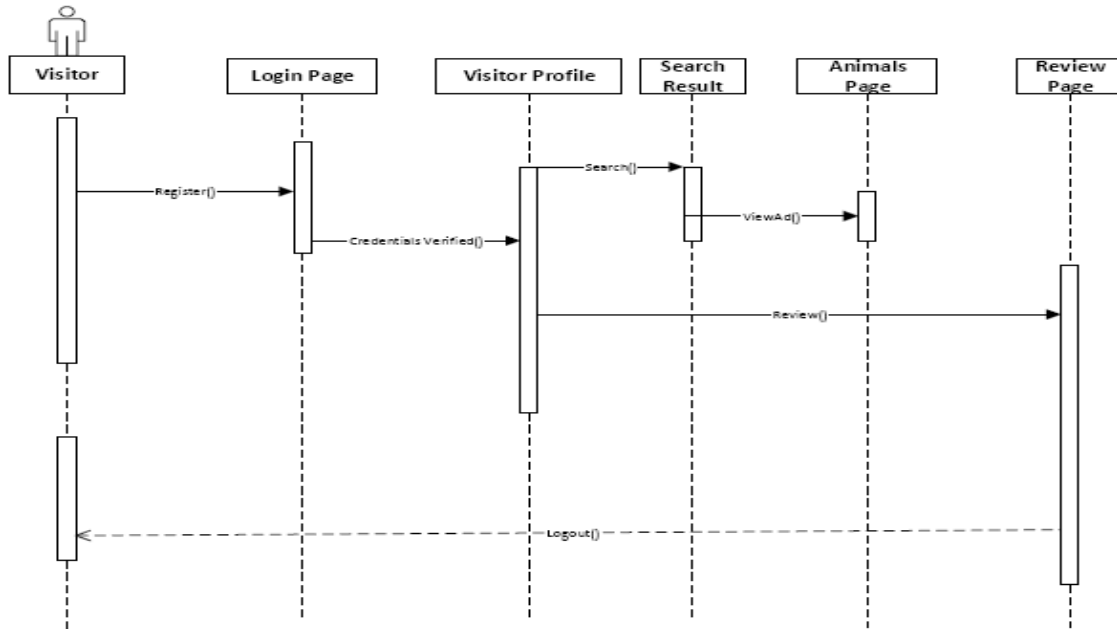 Visitor
Login Page
Visitor Profile
Search
Result
Animals
Page
Review
Page
Search()
Register()
ViewAd()
Credentials Verified()
Review()
Logout()